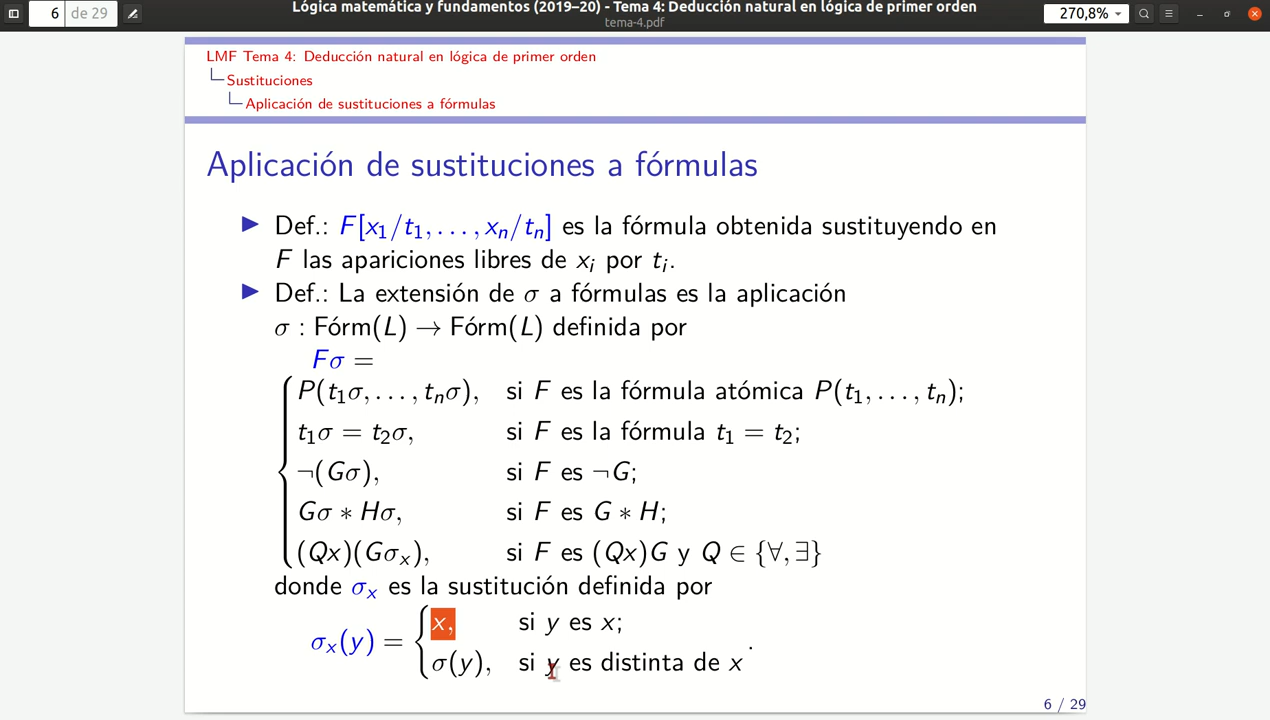 6 de 29
Lógica matemática y fundamentos (2019–20) - Tema 4: Deducción natural en lógica de primer orden
tema-4.pdf
270,8%
LMF Tema 4: Deducción natural en lógica de primer orden
Sustituciones
Aplicación de sustituciones a fórmulas
Aplicación de sustituciones a fórmulas
Def.: F[x₁/t₁, . . . , xₙ/tₙ] es la fórmula obtenida sustituyendo en
F las apariciones libres de xᵢ por tᵢ.
Def.: La extensión de σ a fórmulas es la aplicación
σ : Fórm(L) → Fórm(L) definida por
Fσ =
P(t₁σ, . . . , tₙσ), si F es la fórmula atómica P(t₁, . . . , tₙ);
t₁σ = t₂σ, si F es la fórmula t₁ = t₂;
¬(Gσ), si F es ¬G;
Gσ ∗ Hσ, si F es G ∗ H;
(Qx)(Gσₓ), si F es (Qx)G y Q ∈ {∀, ∃}
donde σₓ es la sustitución definida por
σₓ(y) =
x, si y es x;
σ(y), si y es distinta de x
.
6 / 29